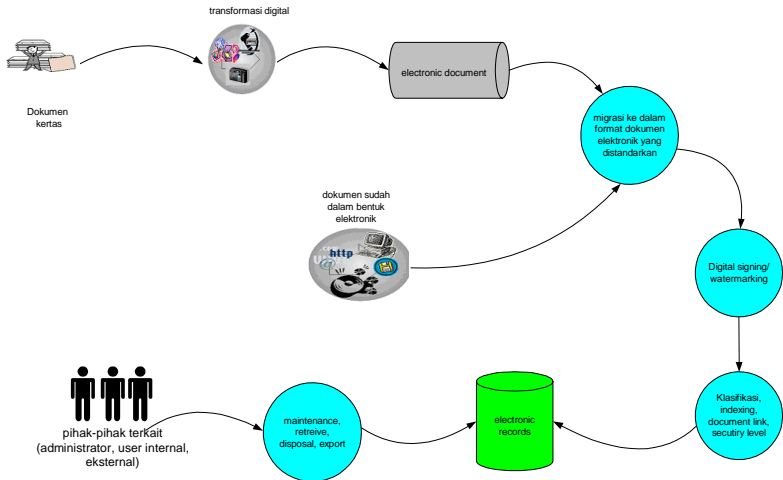 transformasi digital
Dokumen
kertas
electronic document
migrasi ke dalam
format dokumen
elektronik yang
distandarkan
dokumen sudah
dalam bentuk
elektronik
http
@
Digital signing/
watermarking
Klasifikasi,
indexing,
document link,
secutiry level
electronic
records
maintenance,
retreive,
disposal, export
pihak-pihak terkait
(administrator, user internal,
eksternal)